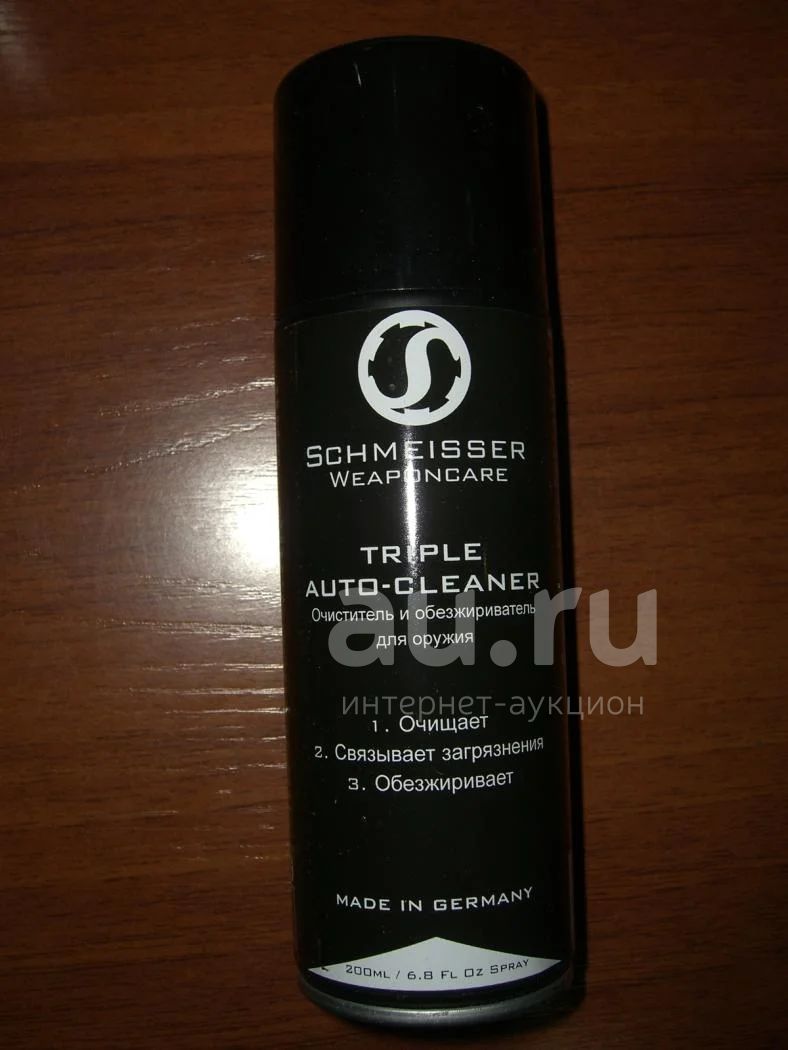 SCHMEISSER
WEAPONCARE
TRIPLE
AUTO-CLEANER
Очиститель и обезжириватель
для оружия
au.ru
интернет-аукцион
1. Очищает
2. Связывает загрязнения
3. Обезжиривает
MADE IN GERMANY
200ML / 6.8 FL OZ SPRAY